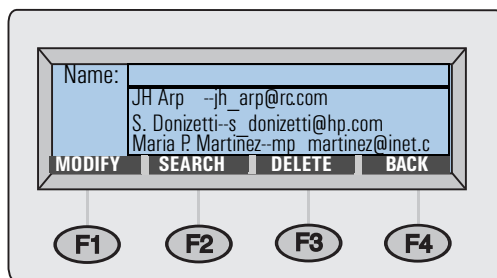 Name:
JH Arp --jh_arp@rc.com
S. Donizetti--s_donizetti@hp.com
Maria P. Martinez--mp_martinez@inet.c
MODIFY SEARCH DELETE BACK
F1 F2 F3 F4